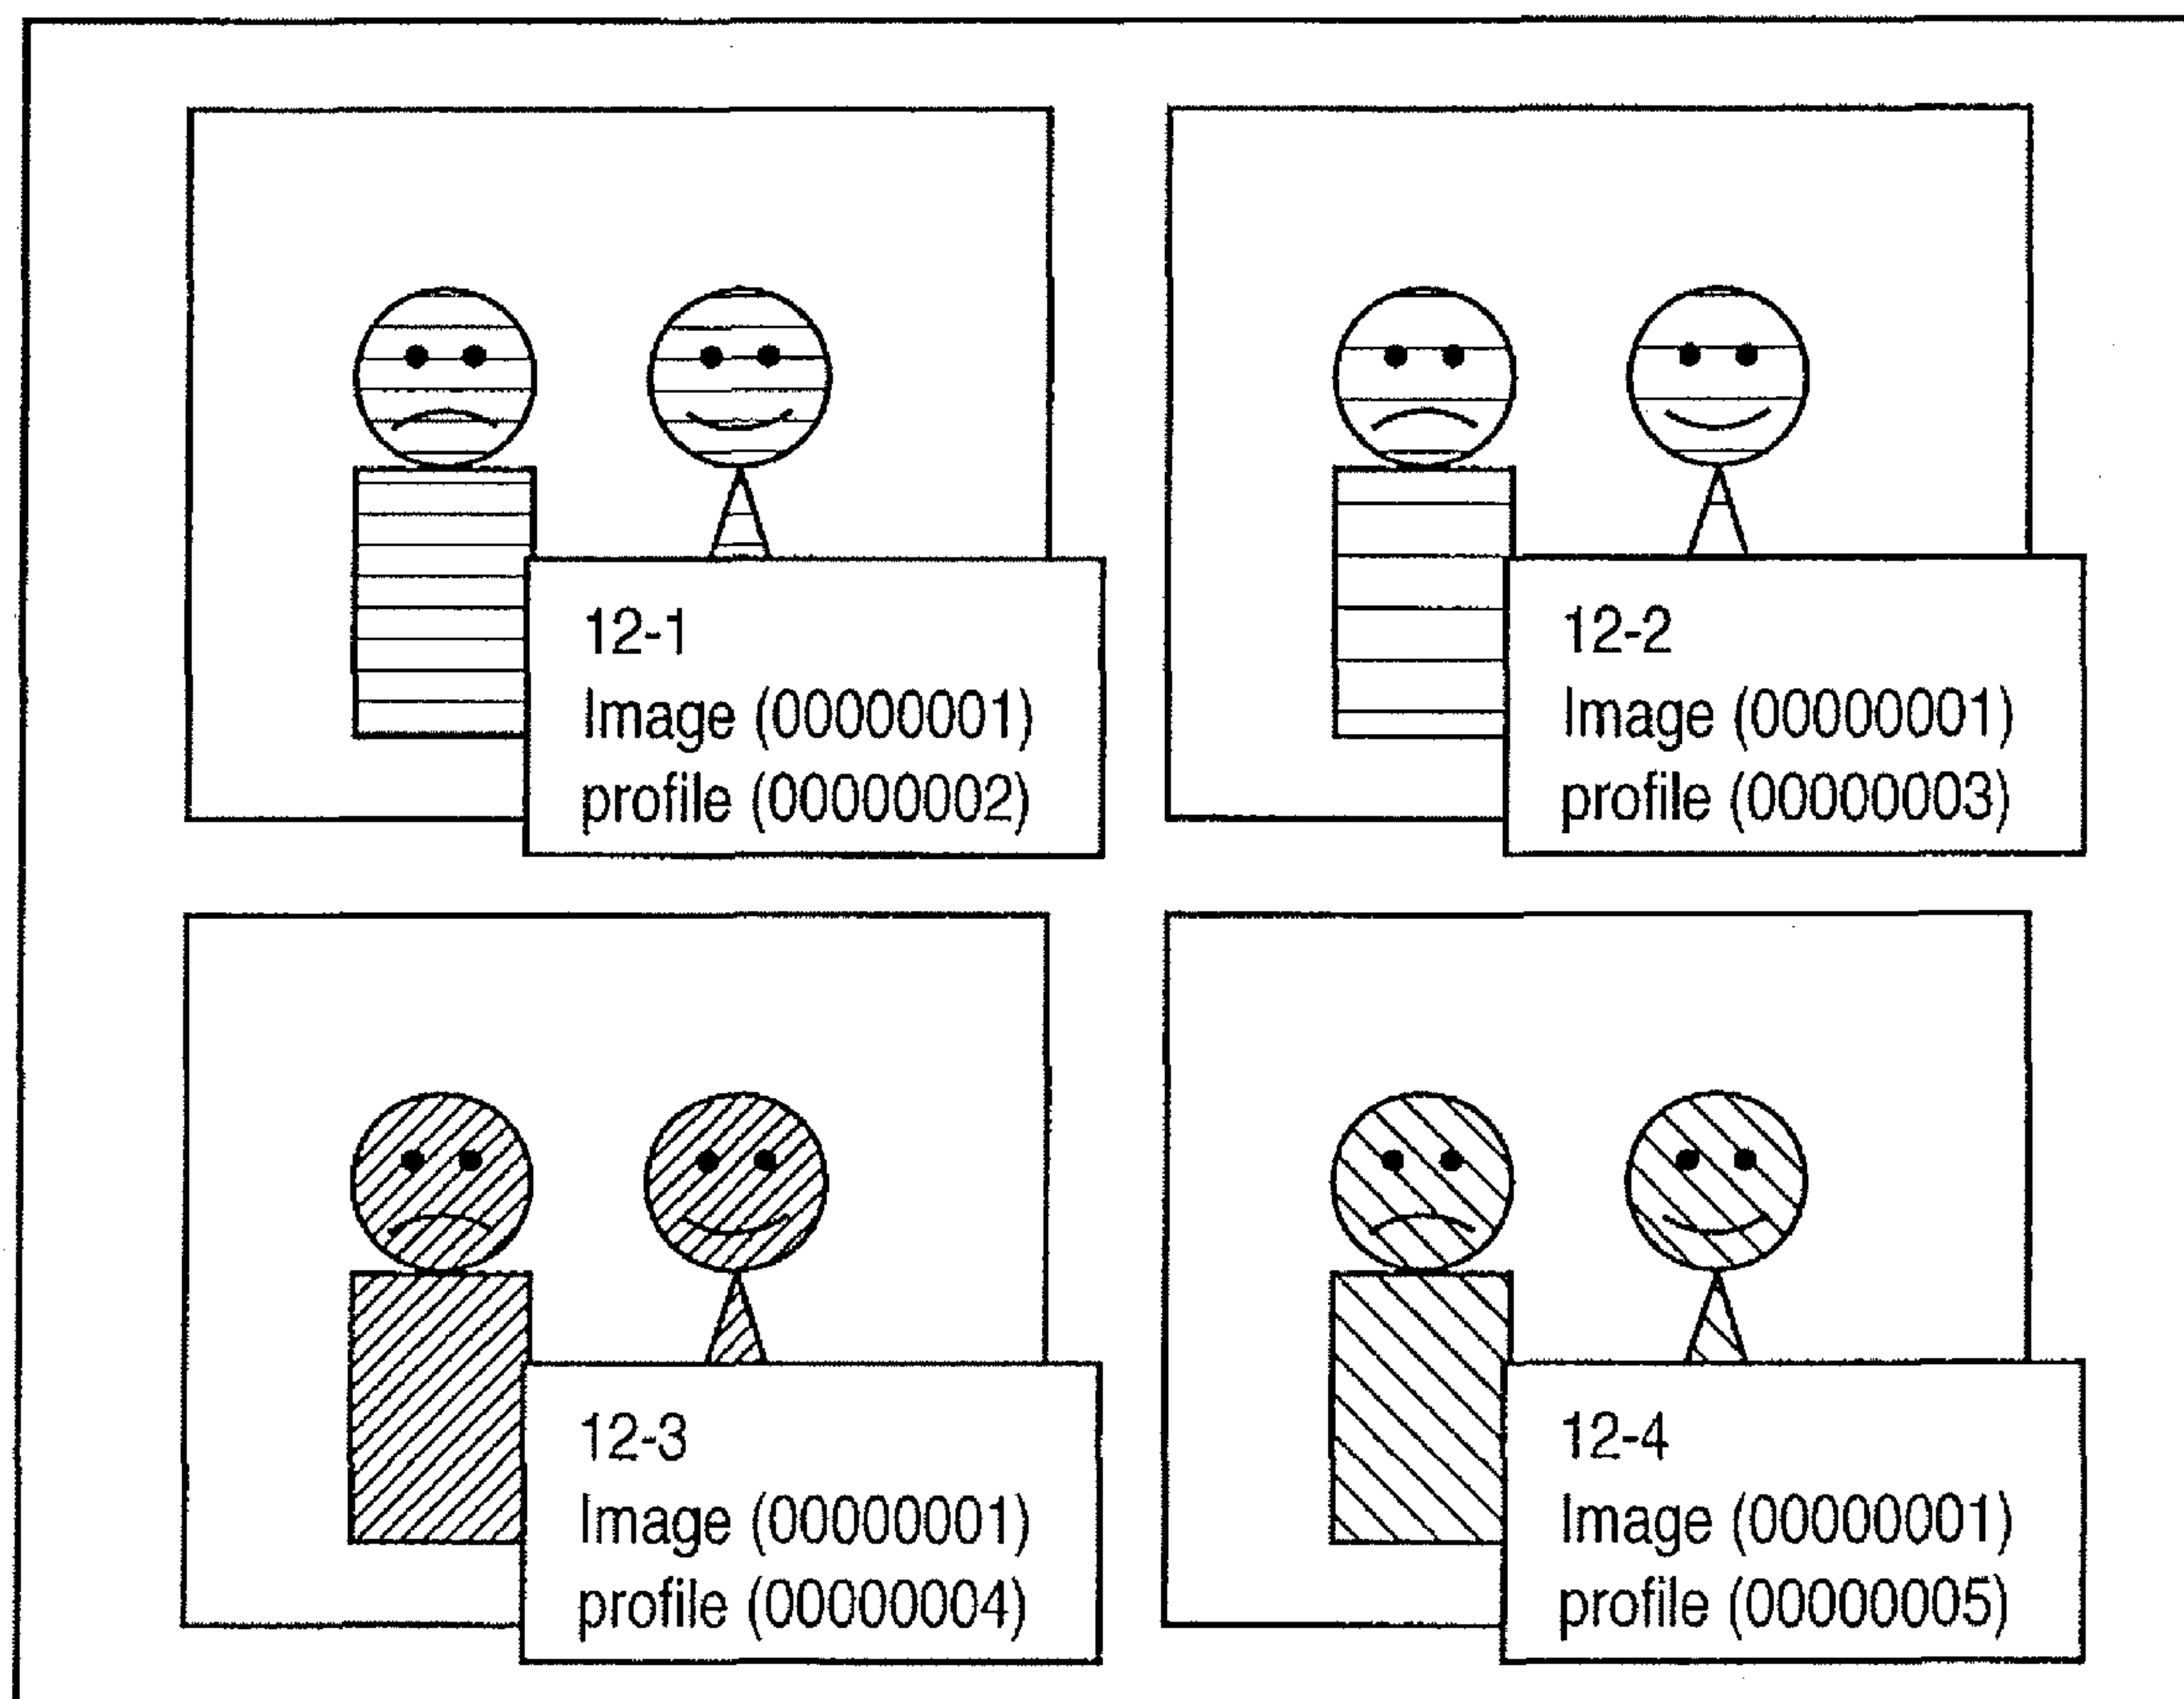 12-1
Image (00000001)
profile (00000002)
12-2
Image (00000001)
profile (00000003)
12-3
Image (00000001)
profile (00000004)
12-4
Image (00000001)
profile (00000005)